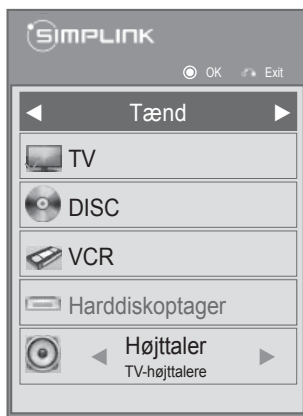 SIMPLINK
OK Exit
Tænd
TV
DISC
VCR
Harddiskoptager
Højttaler
TV-højttalere